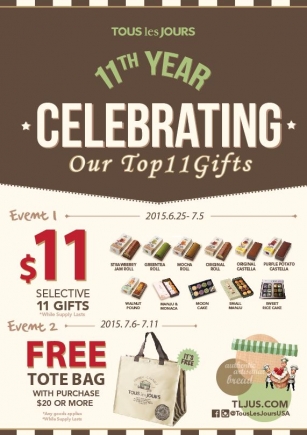 TOUS les JOURS
11TH YEAR
CELEBRATING
Our Top11Gifts
Event 1
2015.6.25- 7.5
$11
SELECTIVE
11 GIFTS
*While Supply Lasts
STRAWBERRY JAM ROLL
GREENTEA ROLL
MOCHA ROLL
ORIGINAL ROLL
ORIGINAL CASTELLA
PURPLE POTATO CASTELLA
WALNUT POUND
MANJU & MONAKA
MOON CAKE
SMALL MANJU
SWEET RICE CAKE
Event 2
2015.7.6-7.11
FREE
TOTE BAG
WITH PURCHASE
$20 OR MORE
*Any goods applies.
*While Supply Lasts
TOUS les JOURS
IT'S FREE
authentic
bread
TLJUS.COM
@TousLesJoursUSA